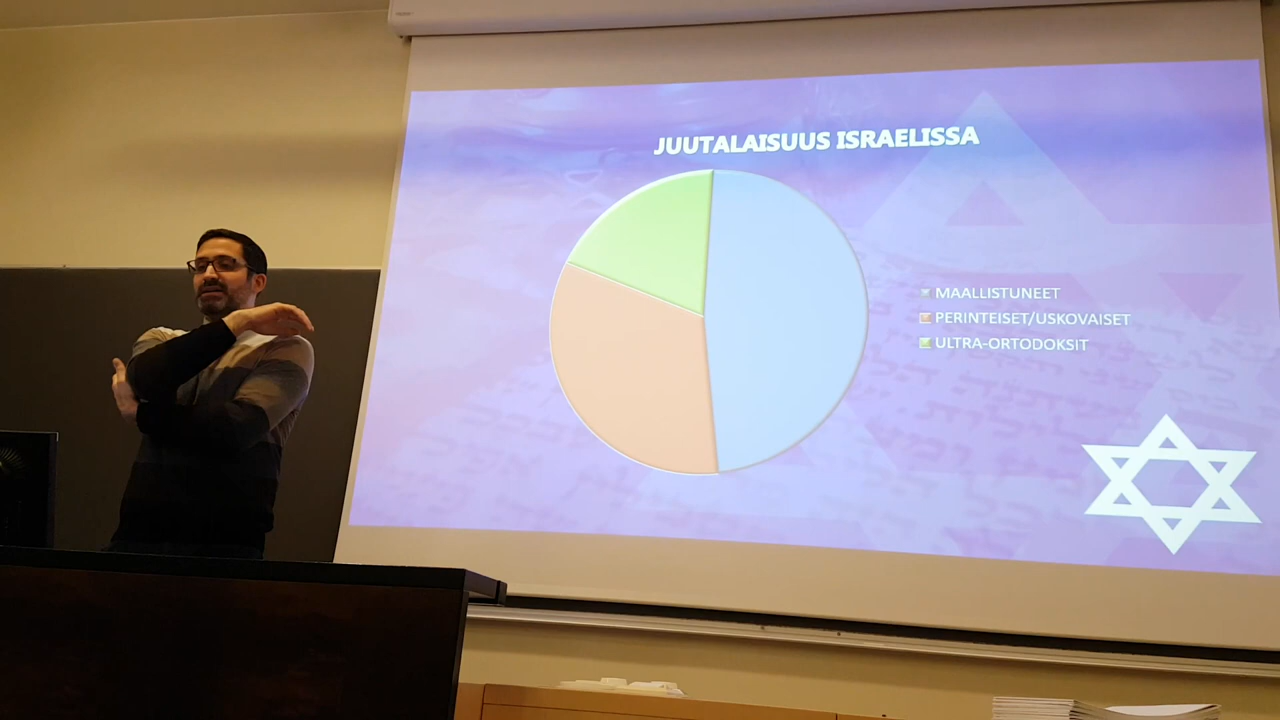 JUUTALAISUUS ISRAELISSA
MAALLISTUNEET
PERINTEISET/USKOVAISET
ULTRA-ORTODOKSIT